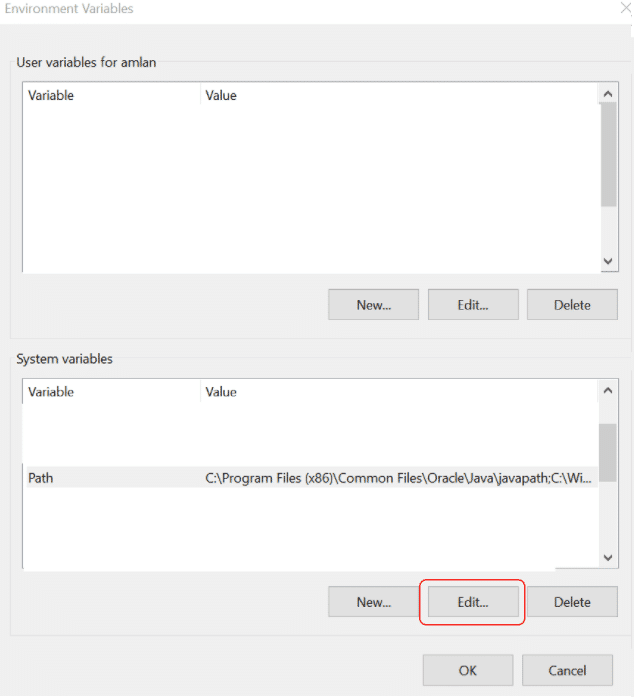 Environment Variables
User variables for amlan
Variable Value
New... Edit... Delete
System variables
Variable Value
Path C:\Program Files (x86)\Common Files\Oracle\Java\javapath;C:\Wi...
New... Edit... Delete
OK Cancel